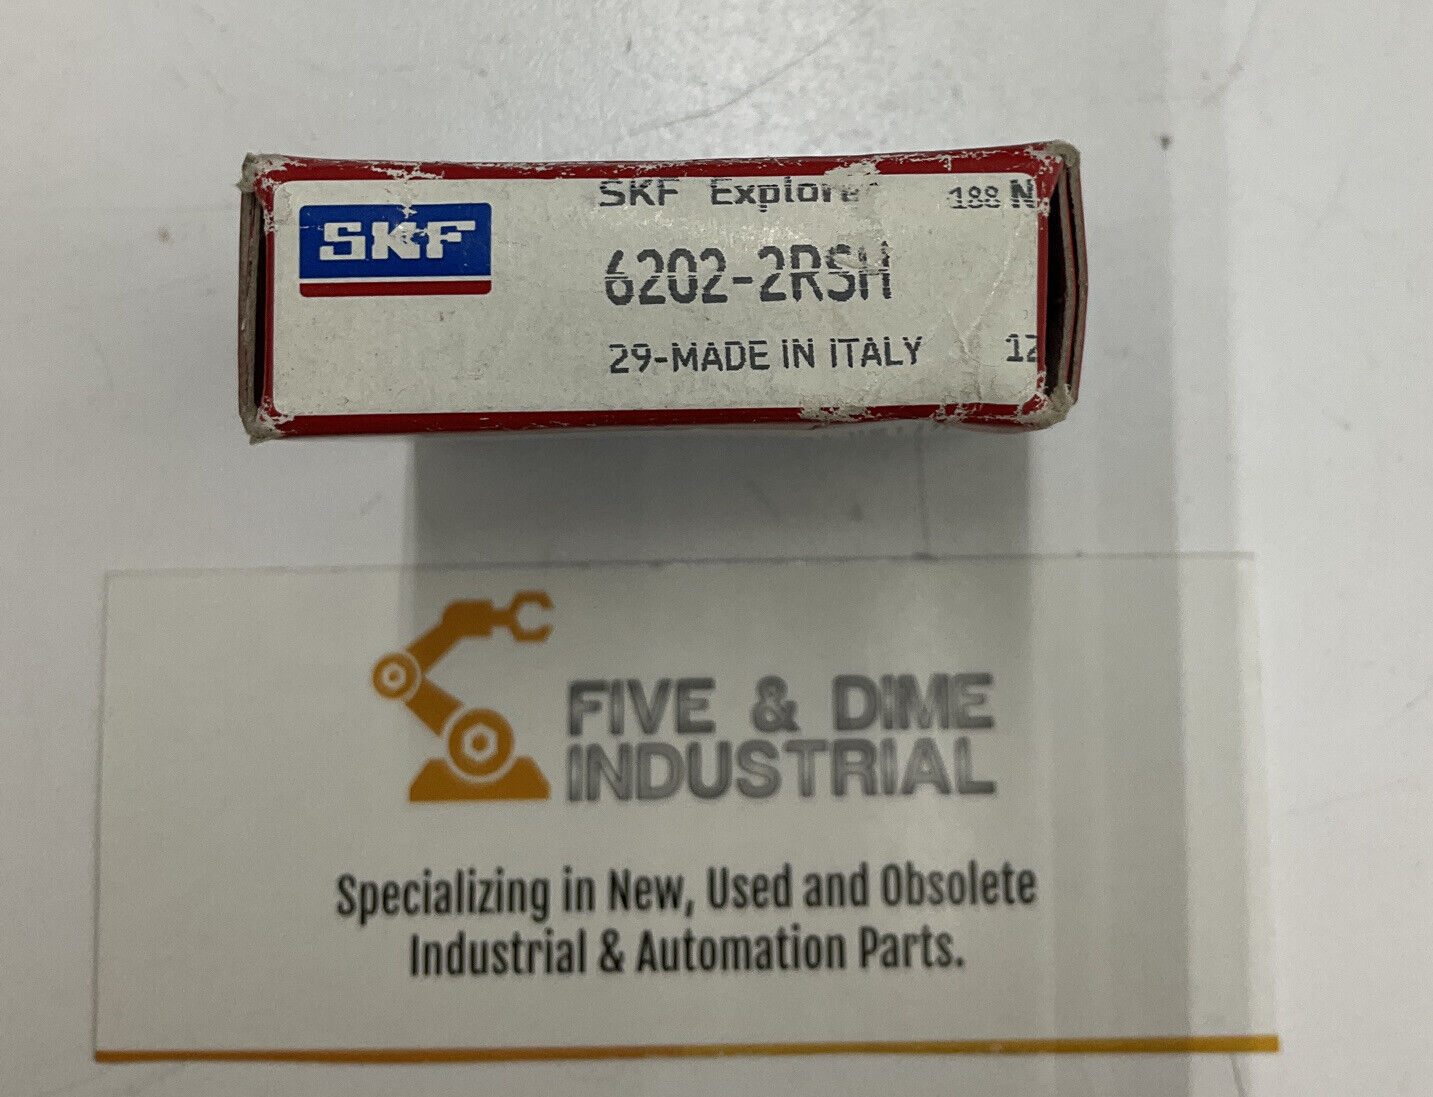 SKF
SKF Explorer 188 N
6202-2RSH
29-MADE IN ITALY 12
FIVE & DIME
INDUSTRIAL
Specializing in New, Used and Obsolete
Industrial & Automation Parts.